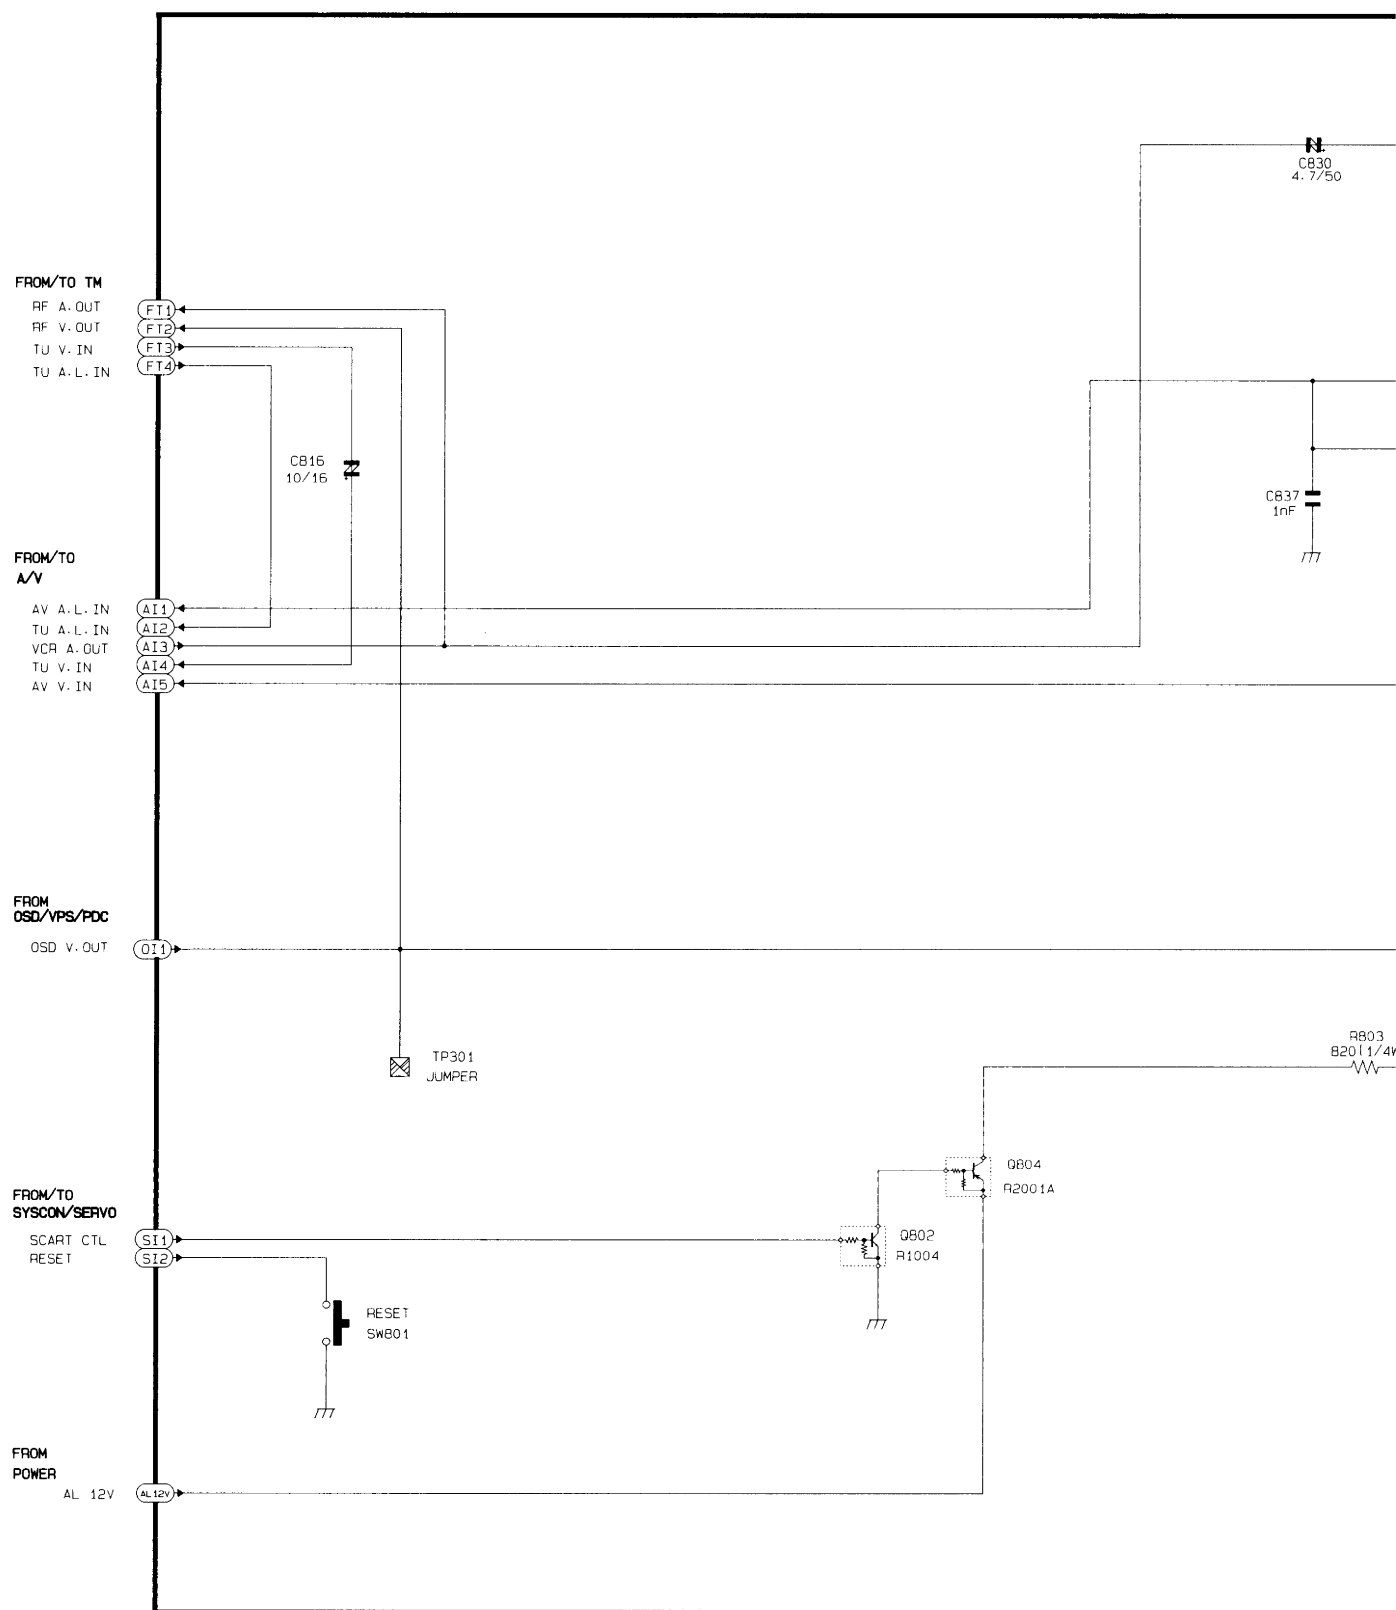 C830
4.7/50
FROM/TO TM
RF A.OUT
FT1
RF V.OUT
FT2
TU V.IN
FT3
TU A.L.IN
FT4
C816
10/16
C837
1nF
FROM/TO
A/V
AV A.L.IN
AI1
TU A.L.IN
AI2
VCR A.OUT
AI3
TU V.IN
AI4
AV V.IN
AI5
FROM
OSD/VPS/PDC
OSD V.OUT
OI1
TP301
JUMPER
R803
820(1/4W
Q804
R2001A
FROM/TO
SYSCON/SERVO
SCART CTL
SI1
RESET
SI2
Q802
R1004
RESET
SW801
FROM
POWER
AL 12V
AL12V